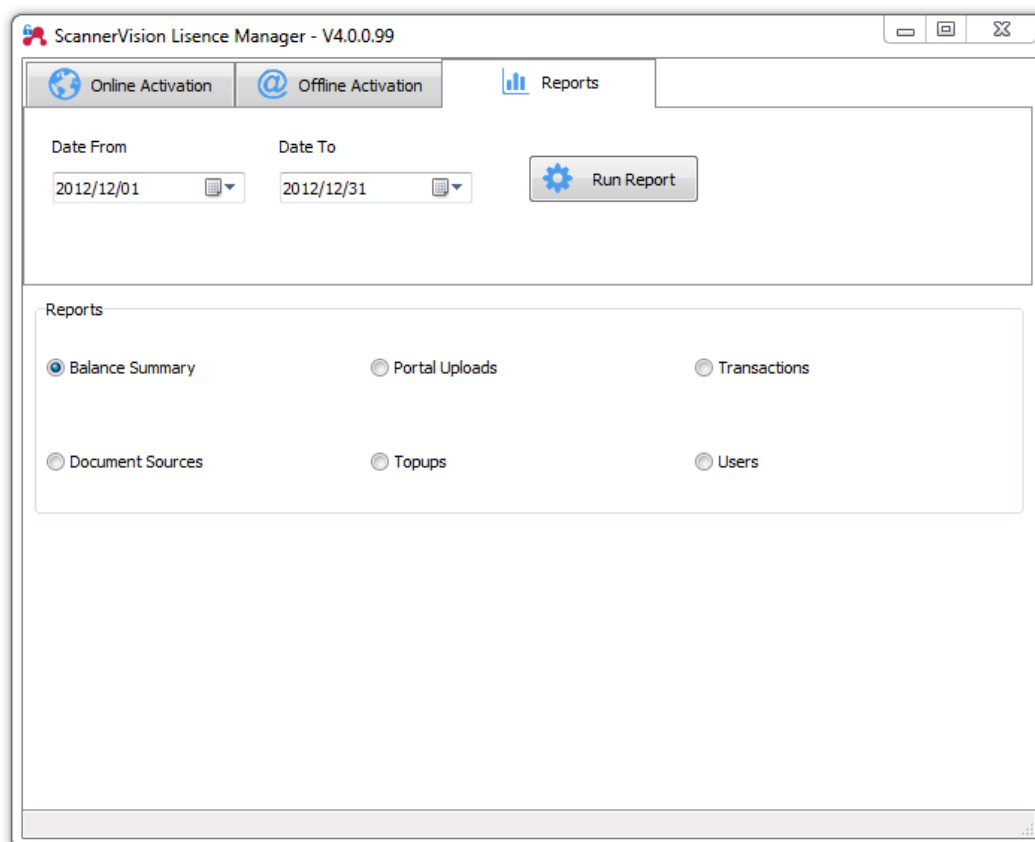 ScannerVision Lisence Manager - V4.0.0.99
Online Activation
Offline Activation
Reports
Date From
Date To
2012/12/01
2012/12/31
Run Report
Reports
Balance Summary
Portal Uploads
Transactions
Document Sources
Topups
Users